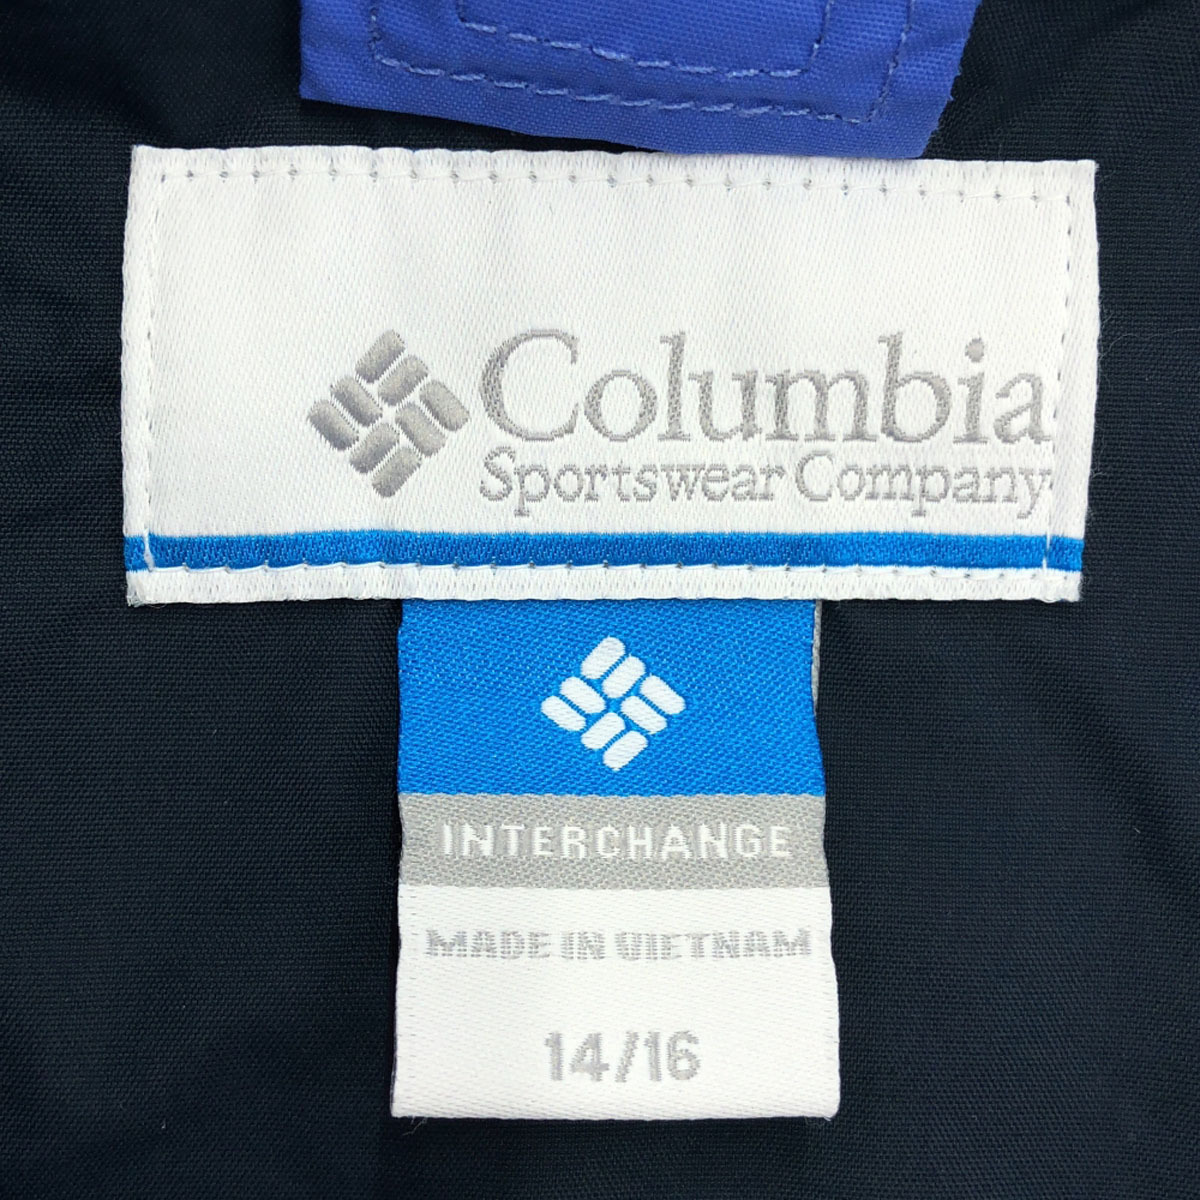 Columbia
Sportswear Company
INTERCHANGE
MADE IN VIETNAM
14/16